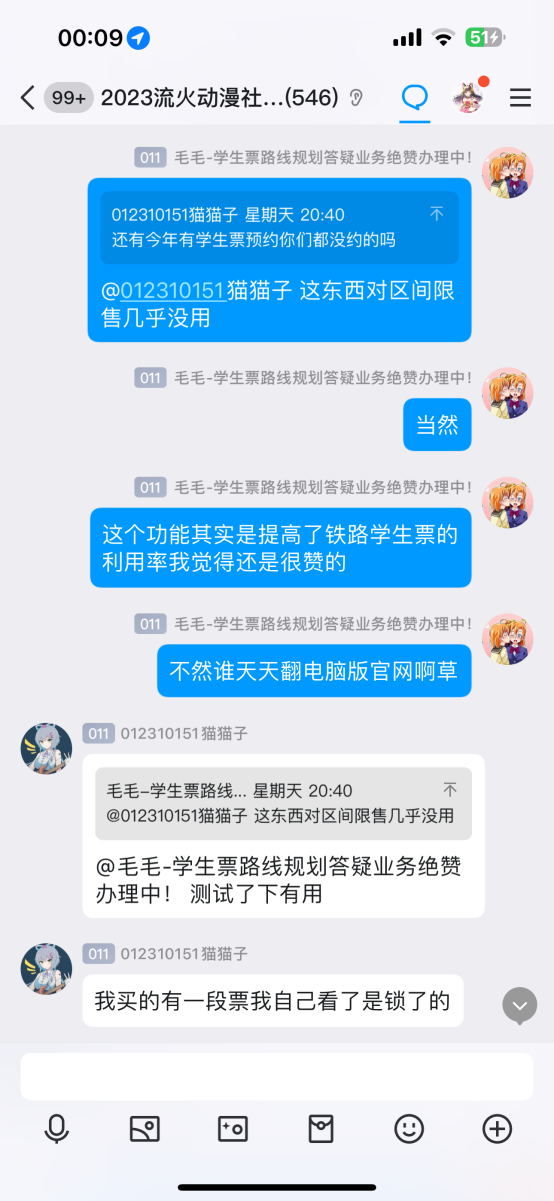 00:09
51
99+ 2023流火动漫社...(546)
011 毛毛-学生票路线规划答疑业务绝赞办理中！
012310151猫猫子 星期天 20:40
还有今年有学生票预约你们都没约的吗
@012310151猫猫子 这东西对区间限
售几乎没用
011 毛毛-学生票路线规划答疑业务绝赞办理中！
当然
011 毛毛-学生票路线规划答疑业务绝赞办理中！
这个功能其实是提高了铁路学生票的
利用率我觉得还是很赞的
011 毛毛-学生票路线规划答疑业务绝赞办理中！
不然谁天天翻电脑版官网啊草
011 012310151猫猫子
毛毛-学生票路线... 星期天 20:40
@012310151猫猫子 这东西对区间限售几乎没用
@毛毛-学生票路线规划答疑业务绝赞
办理中！ 测试了下有用
011 012310151猫猫子
我买的有一段票我自己看了是锁了的